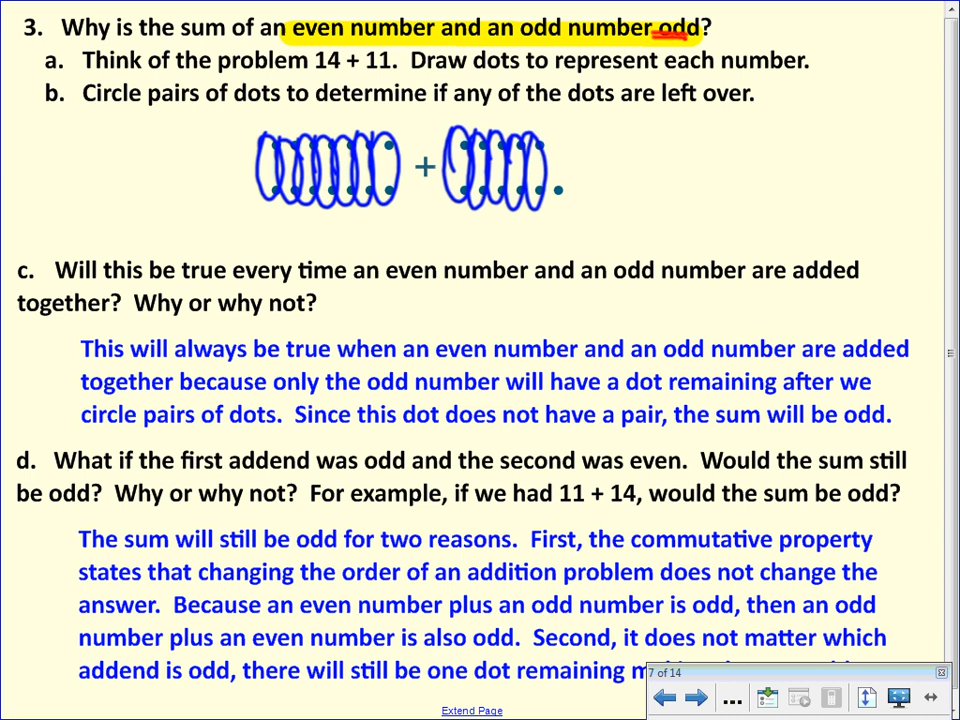 3. Why is the sum of an even number and an odd number odd?
a. Think of the problem 14 + 11. Draw dots to represent each number.
b. Circle pairs of dots to determine if any of the dots are left over.
+
c. Will this be true every time an even number and an odd number are added
together? Why or why not?
This will always be true when an even number and an odd number are added
together because only the odd number will have a dot remaining after we
circle pairs of dots. Since this dot does not have a pair, the sum will be odd.
d. What if the first addend was odd and the second was even. Would the sum still
be odd? Why or why not? For example, if we had 11 + 14, would the sum be odd?
The sum will still be odd for two reasons. First, the commutative property
states that changing the order of an addition problem does not change the
answer. Because an even number plus an odd number is odd, then an odd
number plus an even number is also odd. Second, it does not matter which
addend is odd, there will still be one dot remaining
7 of 14
Extend Page